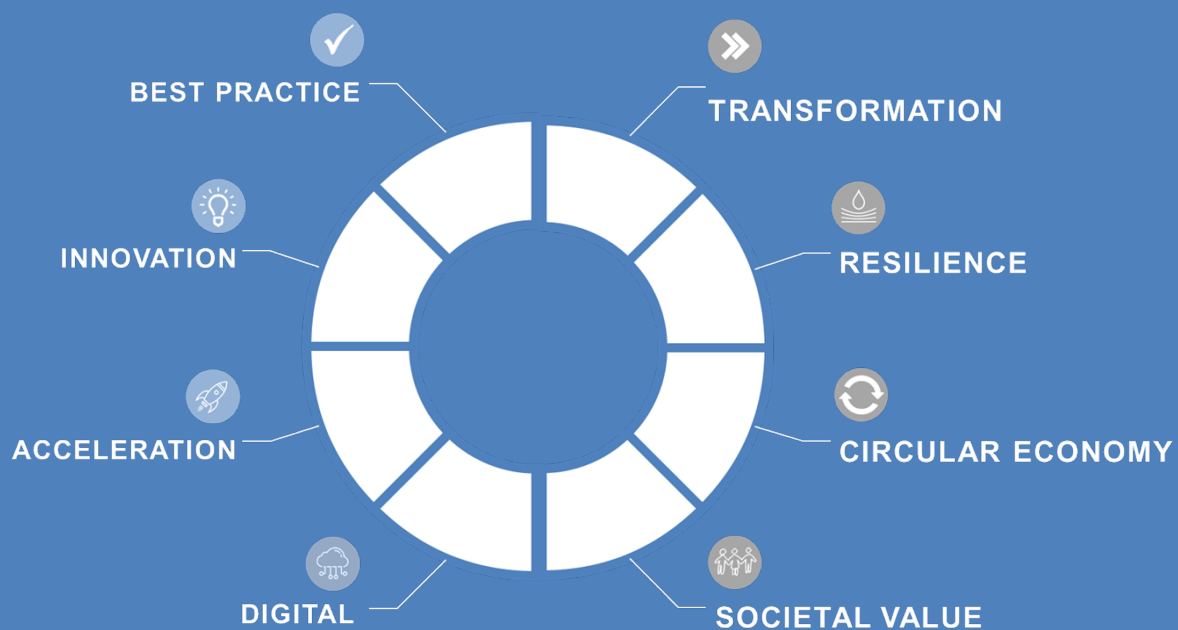 BEST PRACTICE
TRANSFORMATION
INNOVATION
RESILIENCE
ACCELERATION
CIRCULAR ECONOMY
DIGITAL
SOCIETAL VALUE